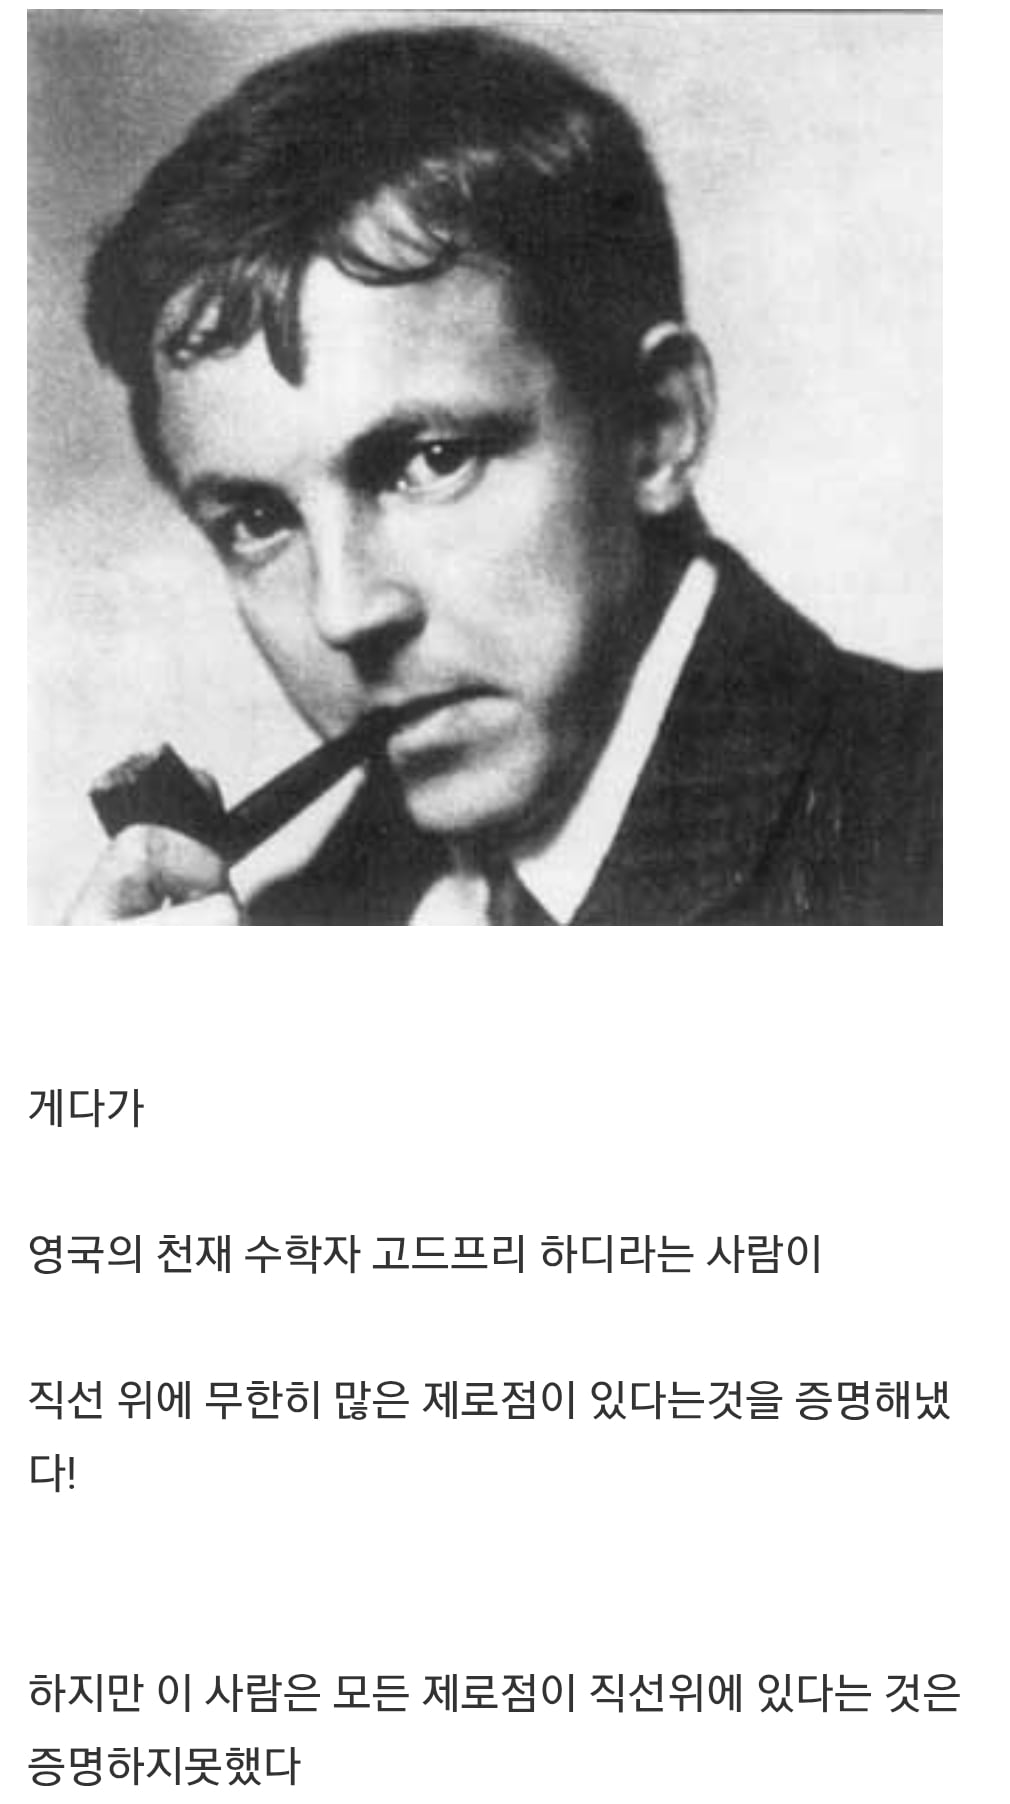 게다가
영국의 천재 수학자 고드프리 하디라는 사람이
직선 위에 무한히 많은 제로점이 있다는것을 증명해냈
다!
하지만 이 사람은 모든 제로점이 직선위에 있다는 것은
증명하지못했다